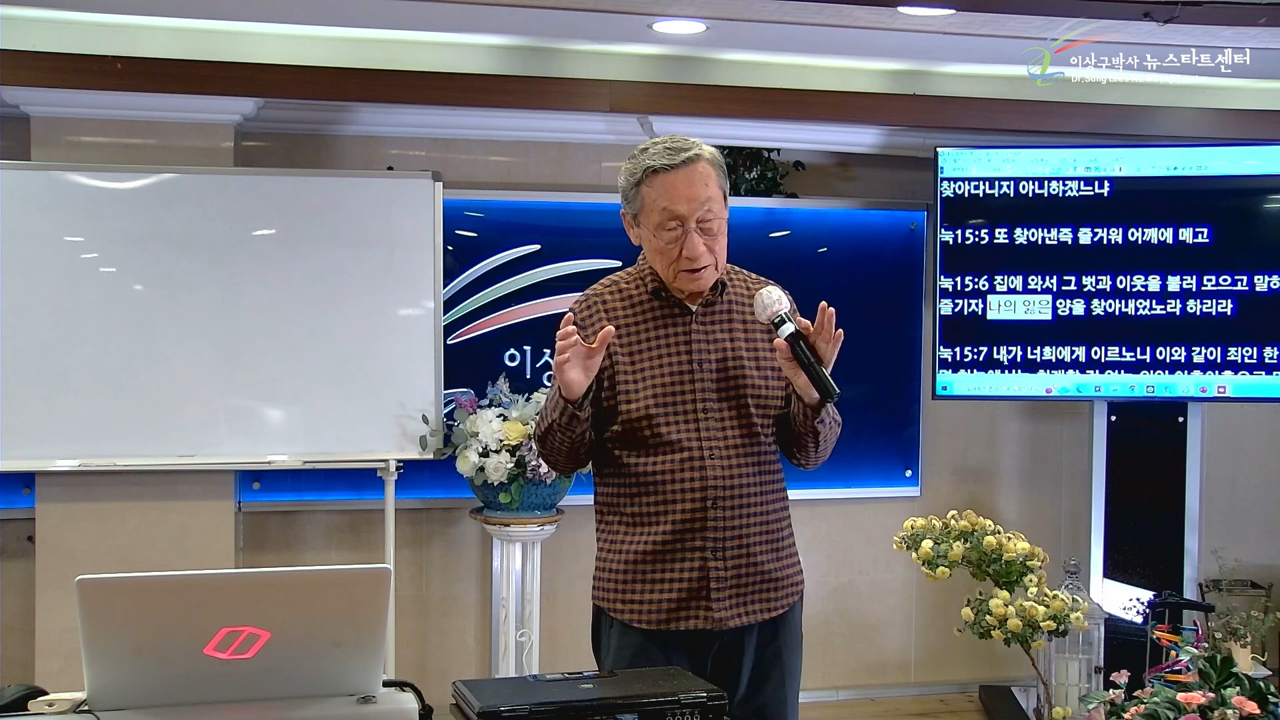 이상구박사 뉴스타트센터
찾아다니지 아니하겠느냐
눅15:5 또 찾아낸즉 즐거워 어깨에 메고
눅15:6 집에 와서 그 벗과 이웃을 불러 모으고 말하
즐기자 나의 잃은 양을 찾아내었노라 하리라
눅15:7 내가 너희에게 이르노니 이와 같이 죄인 한
이상